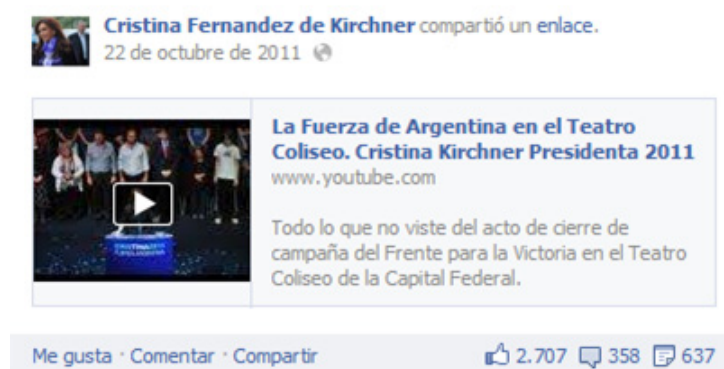 Cristina Fernandez de Kirchner compartió un enlace.
22 de octubre de 2011
La Fuerza de Argentina en el Teatro
Coliseo. Cristina Kirchner Presidenta 2011
www.youtube.com
Todo lo que no viste del acto de cierre de
campaña del Frente para la Victoria en el Teatro
Coliseo de la Capital Federal.
Me gusta · Comentar · Compartir 2.707 358 637